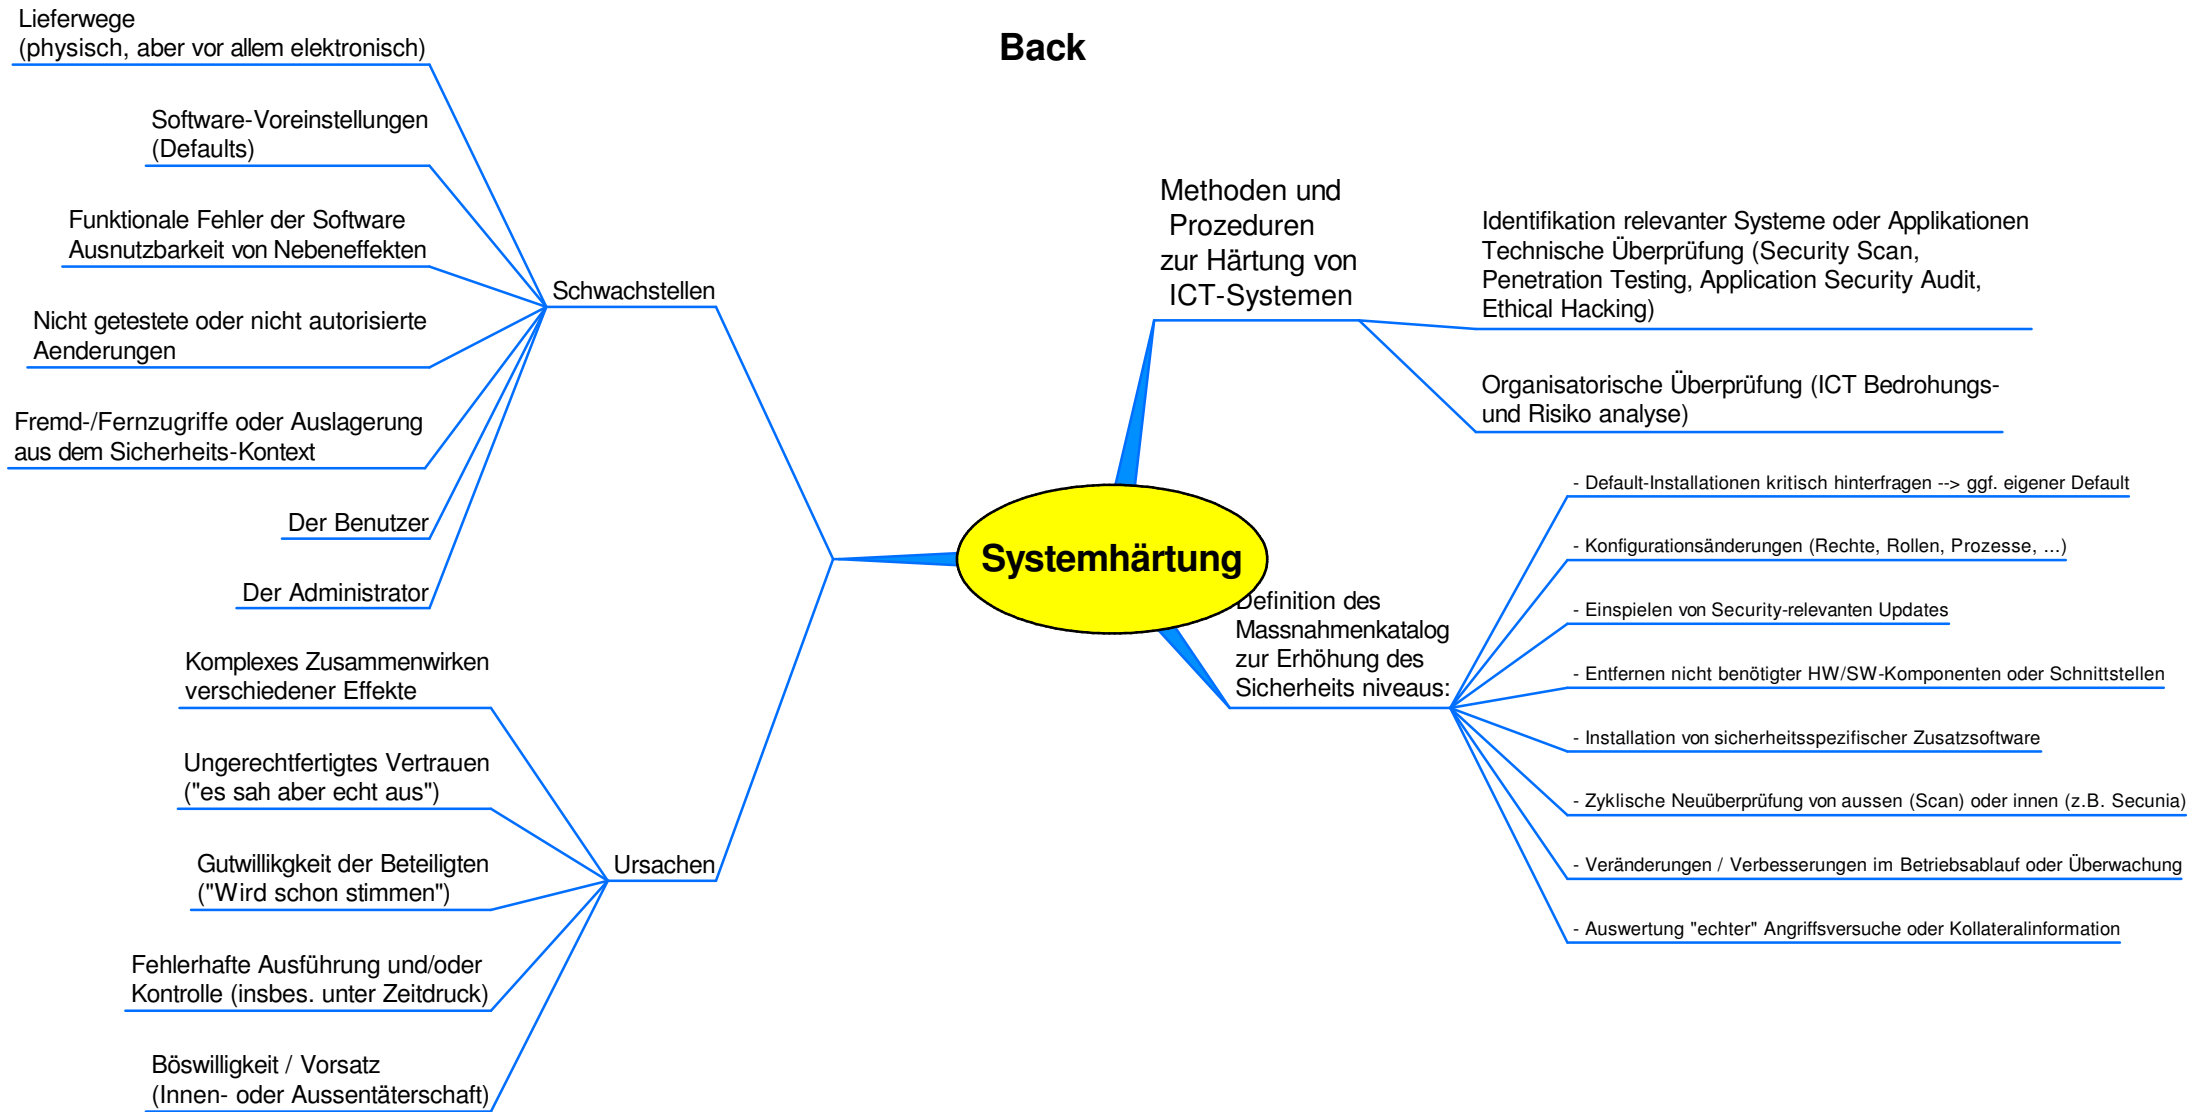 Back
Lieferwege
(physisch, aber vor allem elektronisch)
Software-Voreinstellungen
(Defaults)
Funktionale Fehler der Software
Ausnutzbarkeit von Nebeneffekten
Nicht getestete oder nicht autorisierte
Aenderungen
Fremd-/Fernzugriffe oder Auslagerung
aus dem Sicherheits-Kontext
Der Benutzer
Der Administrator
Schwachstellen
Komplexes Zusammenwirken
verschiedener Effekte
Ungerechtfertigtes Vertrauen
("es sah aber echt aus")
Gutwillikgkeit der Beteiligten
("Wird schon stimmen")
Fehlerhafte Ausführung und/oder
Kontrolle (insbes. unter Zeitdruck)
Böswilligkeit / Vorsatz
(Innen- oder Aussentäterschaft)
Ursachen
Systemhärtung
Methoden und
Prozeduren
zur Härtung von
ICT-Systemen
Identifikation relevanter Systeme oder Applikationen
Technische Überprüfung (Security Scan,
Penetration Testing, Application Security Audit,
Ethical Hacking)
Organisatorische Überprüfung (ICT Bedrohungs-
und Risiko analyse)
Definition des
Massnahmenkatalog
zur Erhöhung des
Sicherheits niveaus:
- Default-Installationen kritisch hinterfragen --> ggf. eigener Default
- Konfigurationsänderungen (Rechte, Rollen, Prozesse, ...)
- Einspielen von Security-relevanten Updates
- Entfernen nicht benötigter HW/SW-Komponenten oder Schnittstellen
- Installation von sicherheitsspezifischer Zusatzsoftware
- Zyklische Neuüberprüfung von aussen (Scan) oder innen (z.B. Secunia)
- Veränderungen / Verbesserungen im Betriebsablauf oder Überwachung
- Auswertung "echter" Angriffsversuche oder Kollateralinformation